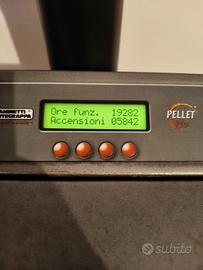 Ore funz. 19282
Accensioni 05842
PELLET
subito